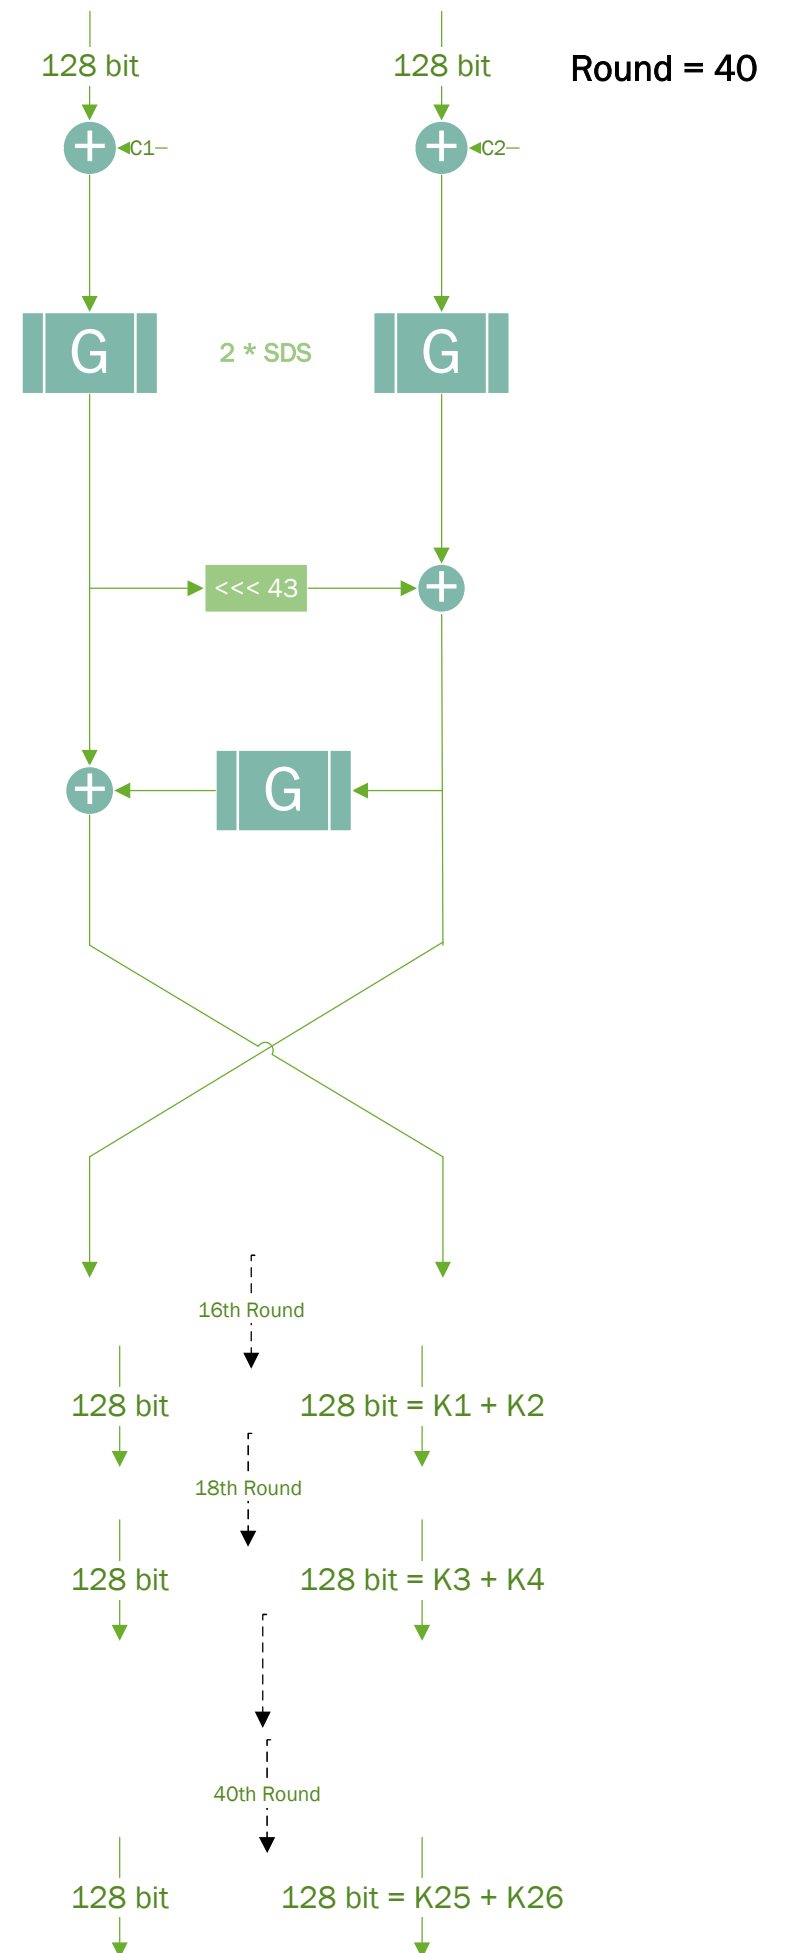 128 bit
128 bit
Round = 40
C1
C2
G
2 * SDS
G
<<< 43
G
16th Round
128 bit
128 bit = K1 + K2
18th Round
128 bit
128 bit = K3 + K4
40th Round
128 bit
128 bit = K25 + K26